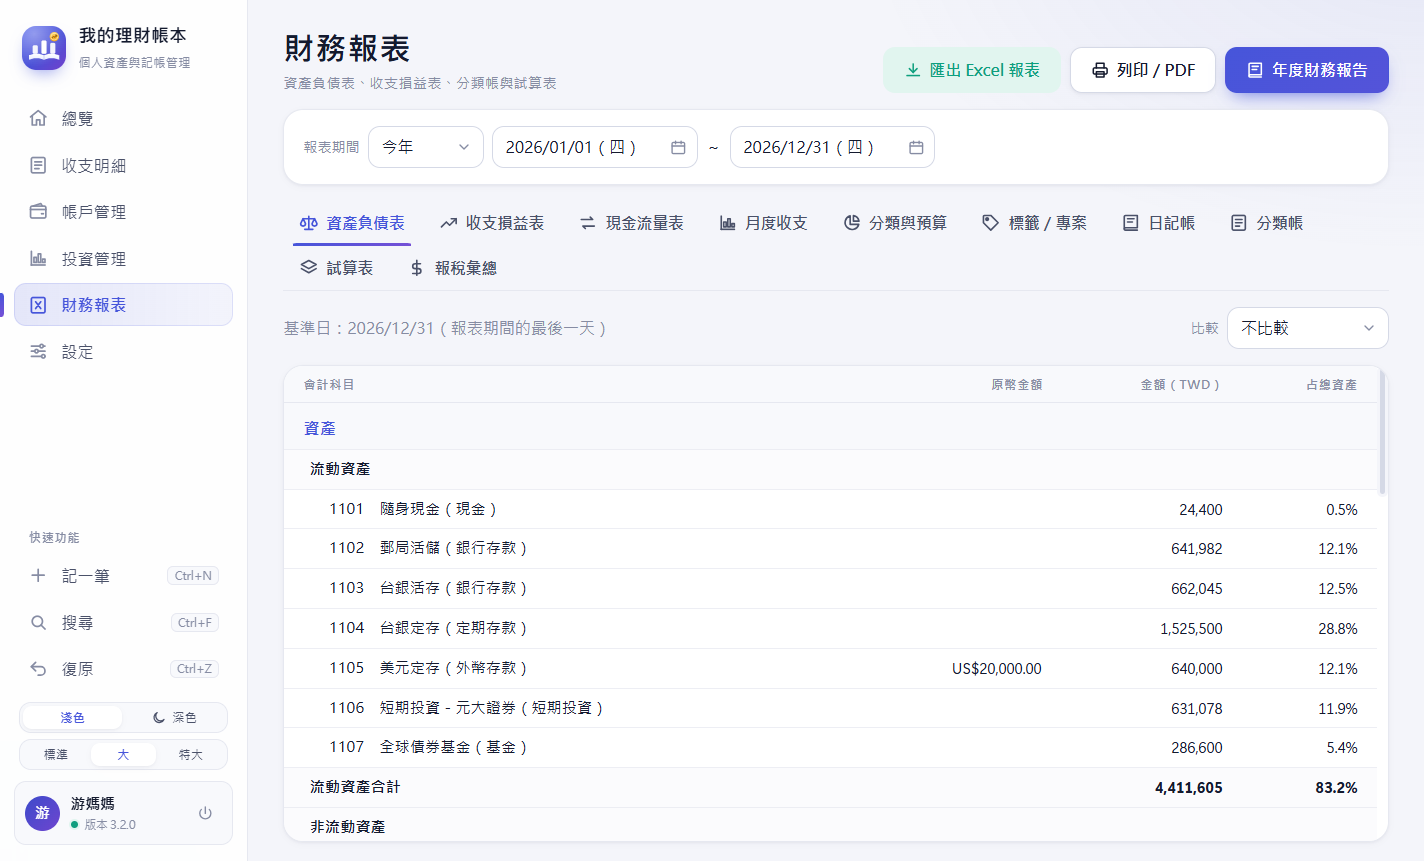 我的理財帳本
個人資產與記帳管理
總覽
收支明細
帳戶管理
投資管理
財務報表
設定
快速功能
記一筆 Ctrl+N
搜尋 Ctrl+F
復原 Ctrl+Z
淺色 深色
標準 大 特大
游 游媽媽
版本 3.2.0
財務報表
資產負債表、收支損益表、分類帳與試算表
匯出 Excel 報表 列印 / PDF 年度財務報告
報表期間 今年 2026/01/01 ( 四 ) ~ 2026/12/31 ( 四 )
資產負債表 收支損益表 現金流量表 月度收支 分類與預算 標籤 / 專案 日記帳 分類帳
試算表 報稅彙總
基準日：2026/12/31 ( 報表期間的最後一天 ) 比較 不比較
會計科目 原幣金額 金額 ( TWD ) 占總資產
資產
流動資產
1101 隨身現金 ( 現金 ) 24,400 0.5%
1102 郵局活儲 ( 銀行存款 ) 641,982 12.1%
1103 台銀活存 ( 銀行存款 ) 662,045 12.5%
1104 台銀定存 ( 定期存款 ) 1,525,500 28.8%
1105 美元定存 ( 外幣存款 ) US$20,000.00 640,000 12.1%
1106 短期投資 - 元大證券 ( 短期投資 ) 631,078 11.9%
1107 全球債券基金 ( 基金 ) 286,600 5.4%
流動資產合計 4,411,605 83.2%
非流動資產